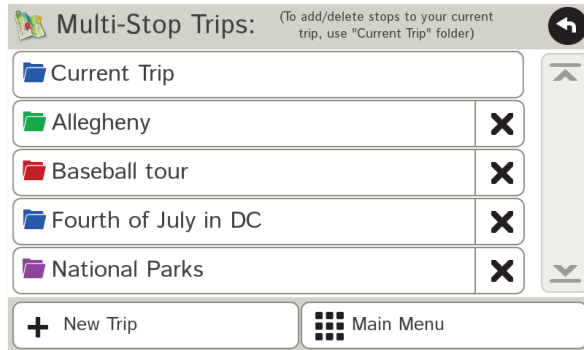 Multi-Stop Trips:
(To add/delete stops to your current
trip, use "Current Trip" folder)
Current Trip
Allegheny
Baseball tour
Fourth of July in DC
National Parks
New Trip
Main Menu